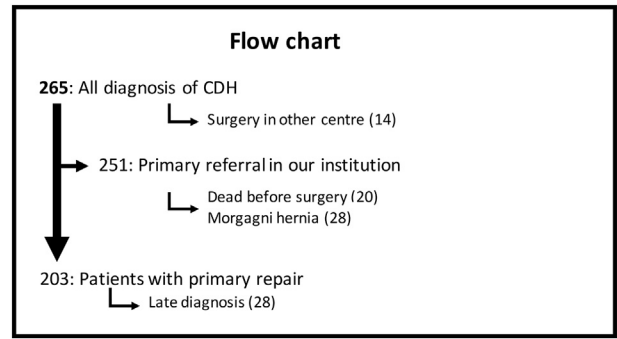 Flow chart
265: All diagnosis of CDH
Surgery in other centre (14)
251: Primary referral in our institution
Dead before surgery (20)
Morgagni hernia (28)
203: Patients with primary repair
Late diagnosis (28)